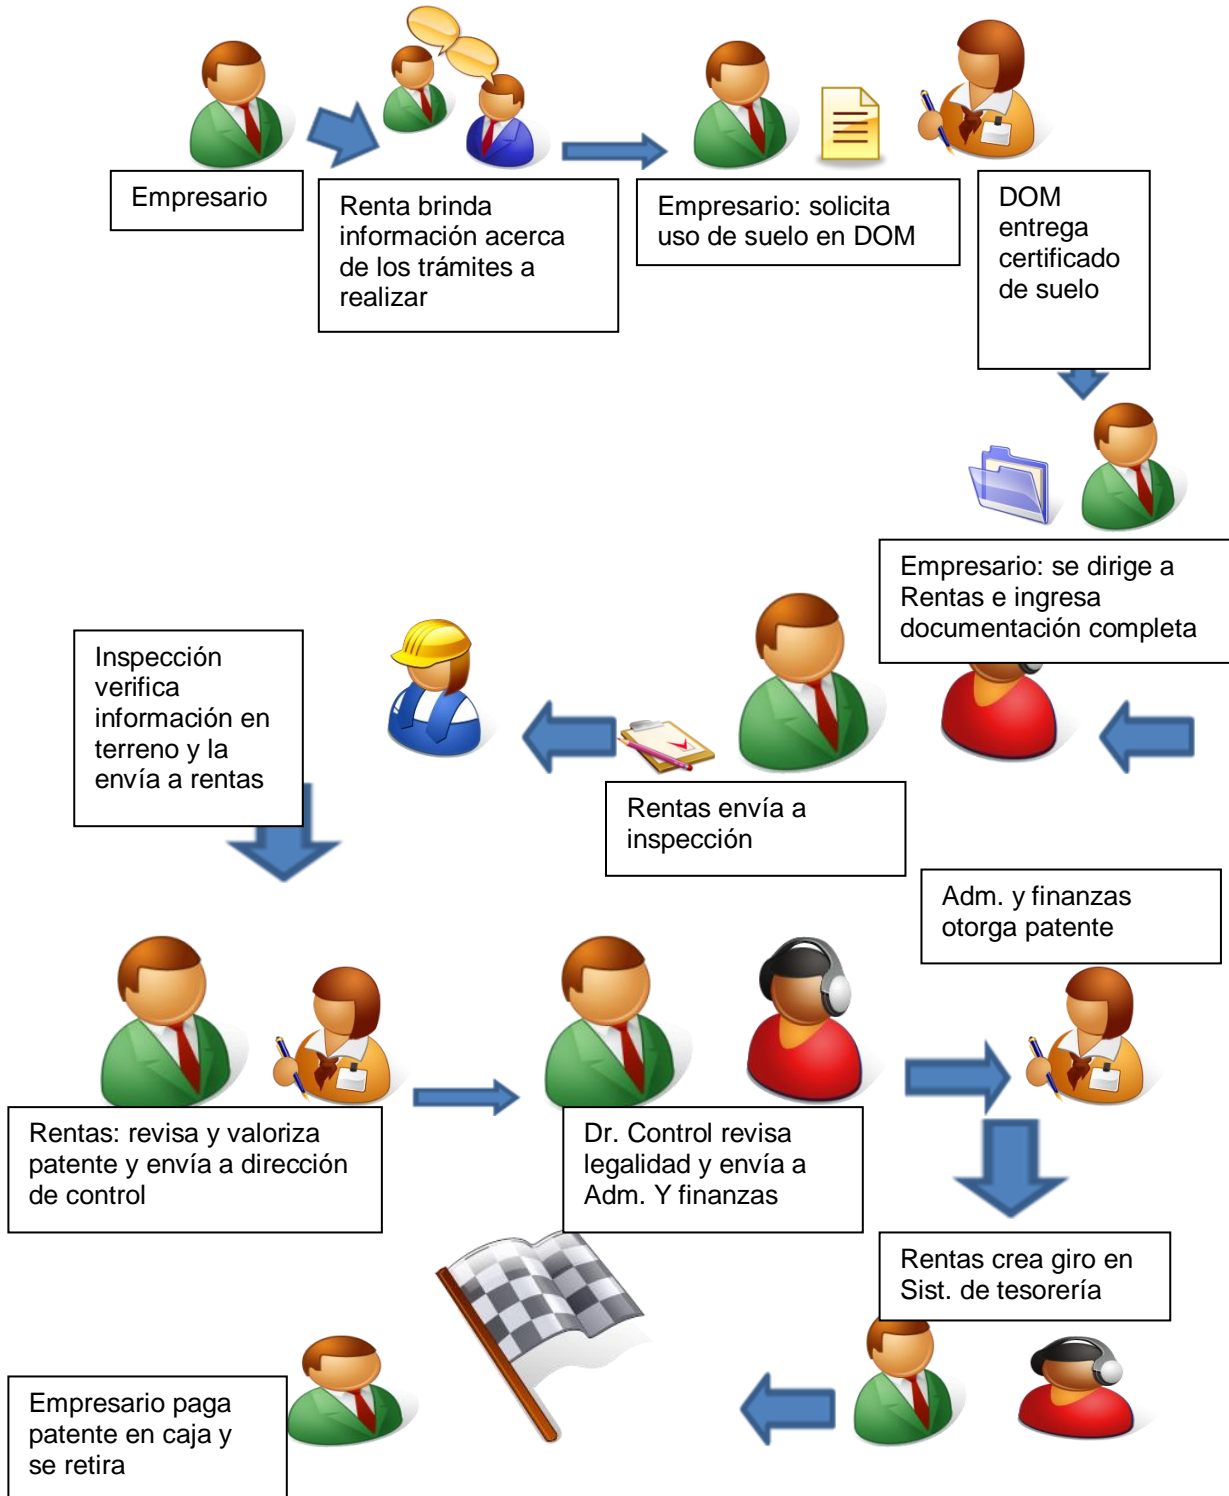 Empresario
Renta brinda
información acerca
de los trámites a
realizar
Empresario: solicita
uso de suelo en DOM
DOM
entrega
certificado
de suelo
Empresario: se dirige a
Rentas e ingresa
documentación completa
Rentas envía a
inspección
Inspección
verifica
información en
terreno y la
envía a rentas
Rentas: revisa y valoriza
patente y envía a dirección
de control
Dr. Control revisa
legalidad y envía a
Adm. Y finanzas
Adm. y finanzas
otorga patente
Rentas crea giro en
Sist. de tesorería
Empresario paga
patente en caja y
se retira